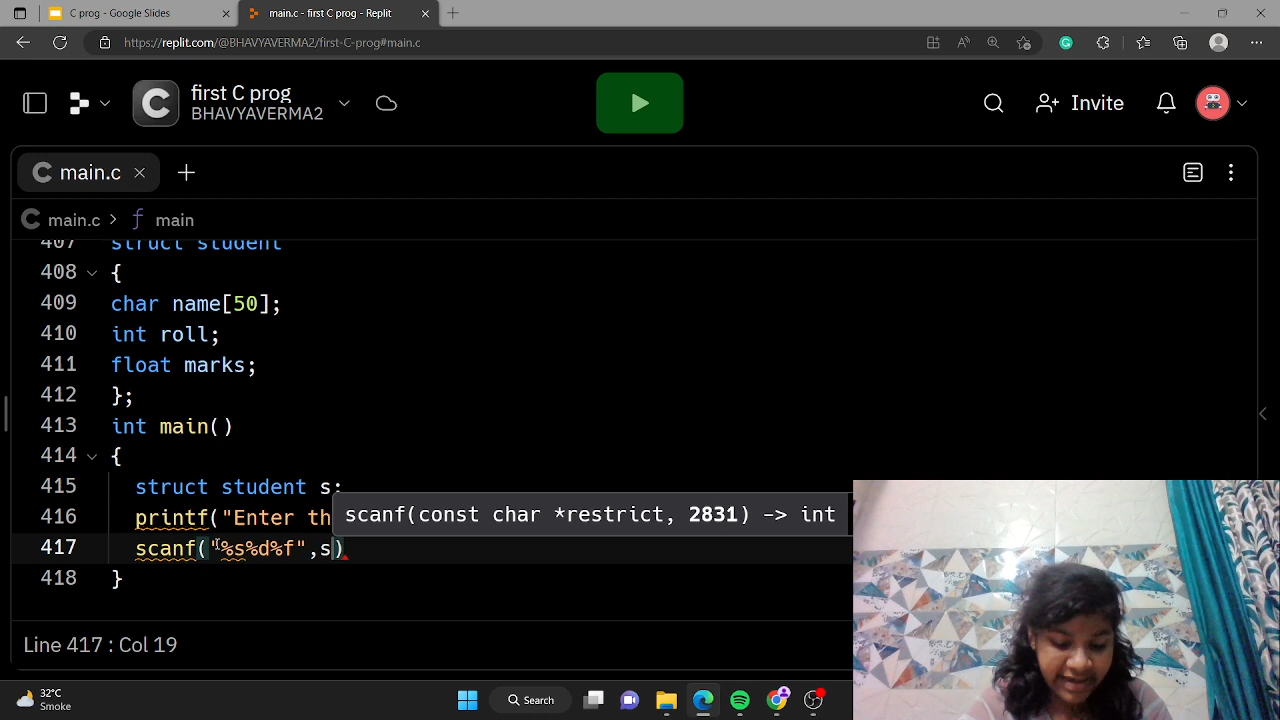 C prog - Google Slides
main.c - first C prog - Replit
https://replit.com/@BHAVYAVERMA2/first-C-prog#main.c
first C prog
BHAVYAVERMA2
Invite
main.c
main.c > main
407 struct student
408 {
409 char name[50];
410 int roll;
411 float marks;
412 };
413 int main()
414 {
415 struct student s;
416 printf("Enter th
scanf(const char *restrict, 2831) -> int
417 scanf("%s%d%f",s)
418 }
Line 417 : Col 19
32°C
Smoke
Search